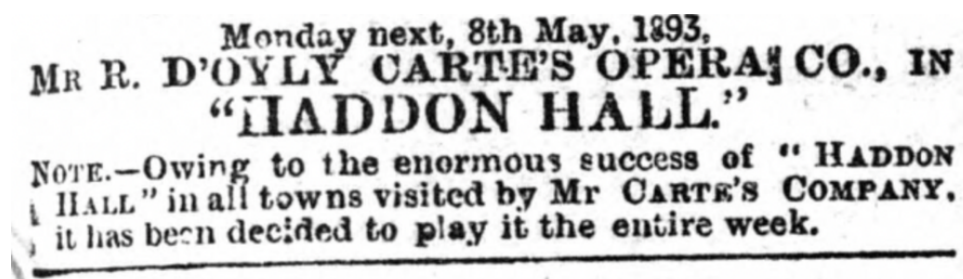 Monday next, 8th May, 1893,
MR R. D'OYLY CARTE'S OPERA CO., IN
"HADDON HALL."
NOTE.—Owing to the enormous success of "HADDON
HALL" in all towns visited by Mr CARTE'S COMPANY,
it has been decided to play it the entire week.